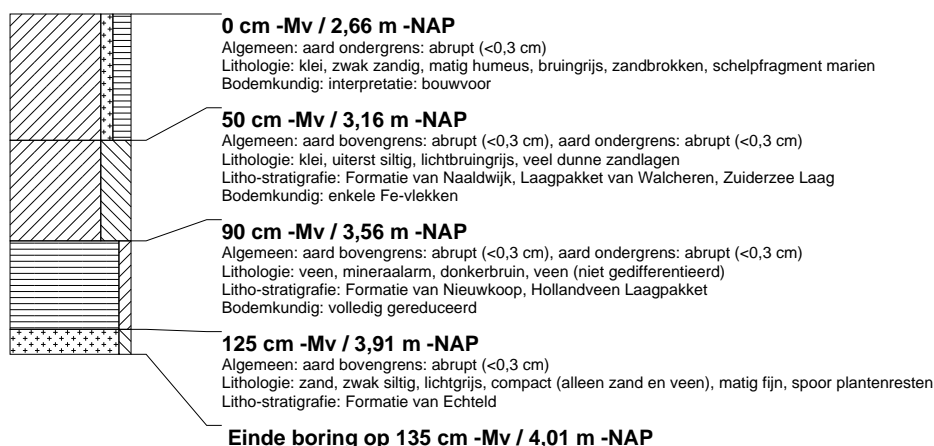 0 cm -Mv / 2,66 m -NAP
Algemeen: aard ondergrens: abrupt (<0,3 cm)
Lithologie: klei, zwak zandig, matig humeus, bruingrijs, zandbrokken, schelpfragment marien
Bodemkundig: interpretatie: bouwvoor
50 cm -Mv / 3,16 m -NAP
Algemeen: aard bovengrens: abrupt (<0,3 cm), aard ondergrens: abrupt (<0,3 cm)
Lithologie: klei, uiterst siltig, lichtbruingrijs, veel dunne zandlagen
Litho-stratigrafie: Formatie van Naaldwijk, Laagpakket van Walcheren, Zuiderzee Laag
Bodemkundig: enkele Fe-vlekken
90 cm -Mv / 3,56 m -NAP
Algemeen: aard bovengrens: abrupt (<0,3 cm), aard ondergrens: abrupt (<0,3 cm)
Lithologie: veen, mineraalarm, donkerbruin, veen (niet gedifferentieerd)
Litho-stratigrafie: Formatie van Nieuwkoop, Hollandveen Laagpakket
Bodemkundig: volledig gereduceerd
125 cm -Mv / 3,91 m -NAP
Algemeen: aard bovengrens: abrupt (<0,3 cm)
Lithologie: zand, zwak siltig, lichtgrijs, compact (alleen zand en veen), matig fijn, spoor plantenresten
Litho-stratigrafie: Formatie van Echteld
Einde boring op 135 cm -Mv / 4,01 m -NAP